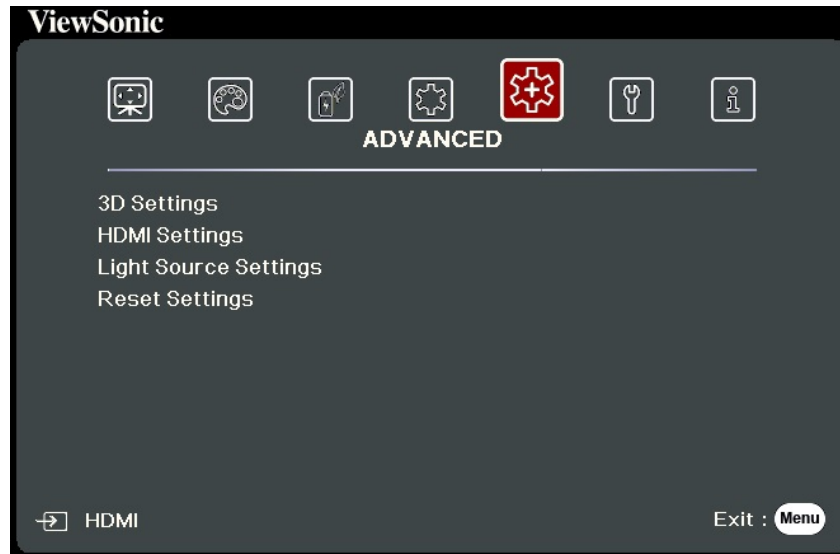 ViewSonic
ADVANCED
3D Settings
HDMI Settings
Light Source Settings
Reset Settings
HDMI
Exit : Menu